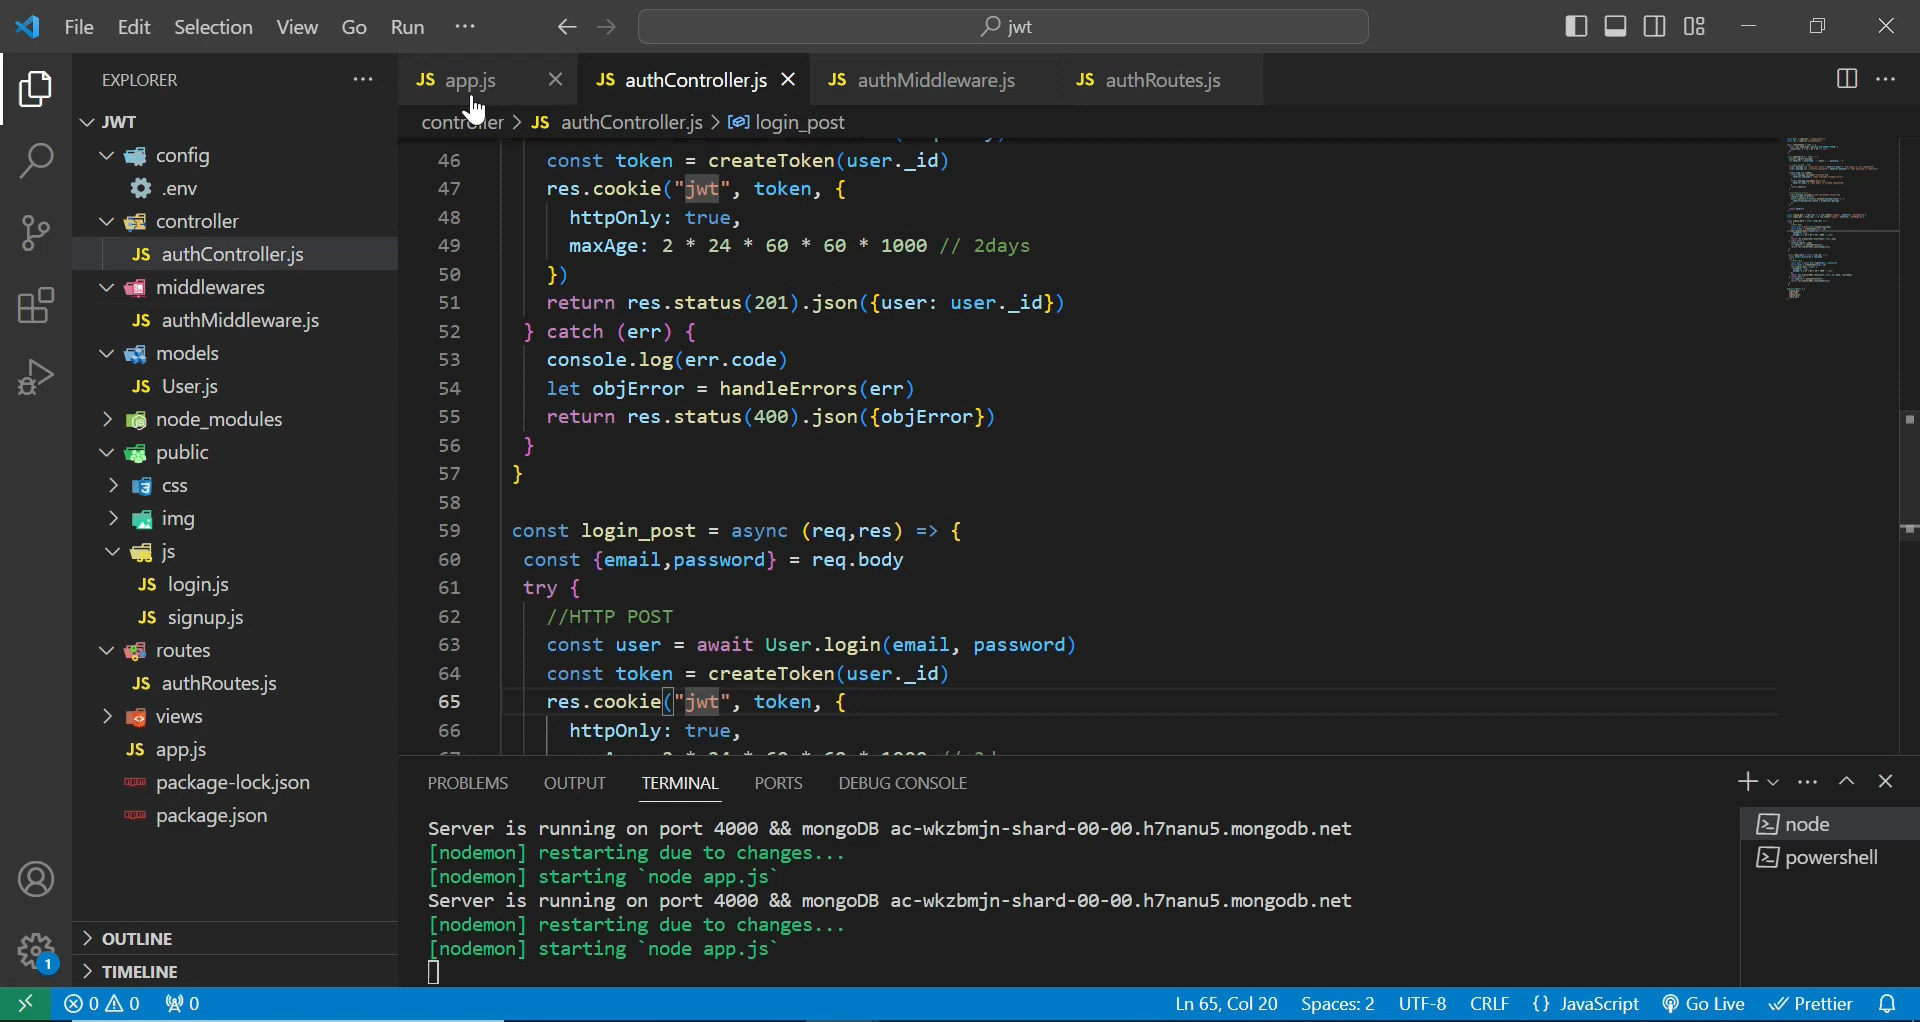 File Edit Selection View Go Run ··· jwt
EXPLORER ···
JS app.js JS authController.js JS authMiddleware.js JS authRoutes.js ···
controller > JS authController.js > login_post
JWT
config
.env
controller
JS authController.js
middlewares
JS authMiddleware.js
models
JS User.js
node_modules
public
css
img
js
JS login.js
JS signup.js
routes
JS authRoutes.js
views
JS app.js
package-lock.json
package.json
OUTLINE
TIMELINE
46 const token = createToken(user._id)
47 res.cookie("jwt", token, {
48 httpOnly: true,
49 maxAge: 2 * 24 * 60 * 60 * 1000 // 2days
50 })
51 return res.status(201).json({user: user._id})
52 } catch (err) {
53 console.log(err.code)
54 let objError = handleErrors(err)
55 return res.status(400).json({objError})
56 }
57 }
58
59 const login_post = async (req,res) => {
60 const {email,password} = req.body
61 try {
62 //HTTP POST
63 const user = await User.login(email, password)
64 const token = createToken(user._id)
65 res.cookie("jwt", token, {
66 httpOnly: true,
PROBLEMS OUTPUT TERMINAL PORTS DEBUG CONSOLE
Server is running on port 4000 && mongoDB ac-wkzbmjn-shard-00-00.h7nanu5.mongodb.net
[nodemon] restarting due to changes...
[nodemon] starting `node app.js`
Server is running on port 4000 && mongoDB ac-wkzbmjn-shard-00-00.h7nanu5.mongodb.net
[nodemon] restarting due to changes...
[nodemon] starting `node app.js`
node
powershell
1
0 0 0 Ln 65, Col 20 Spaces: 2 UTF-8 CRLF {} JavaScript Go Live Prettier